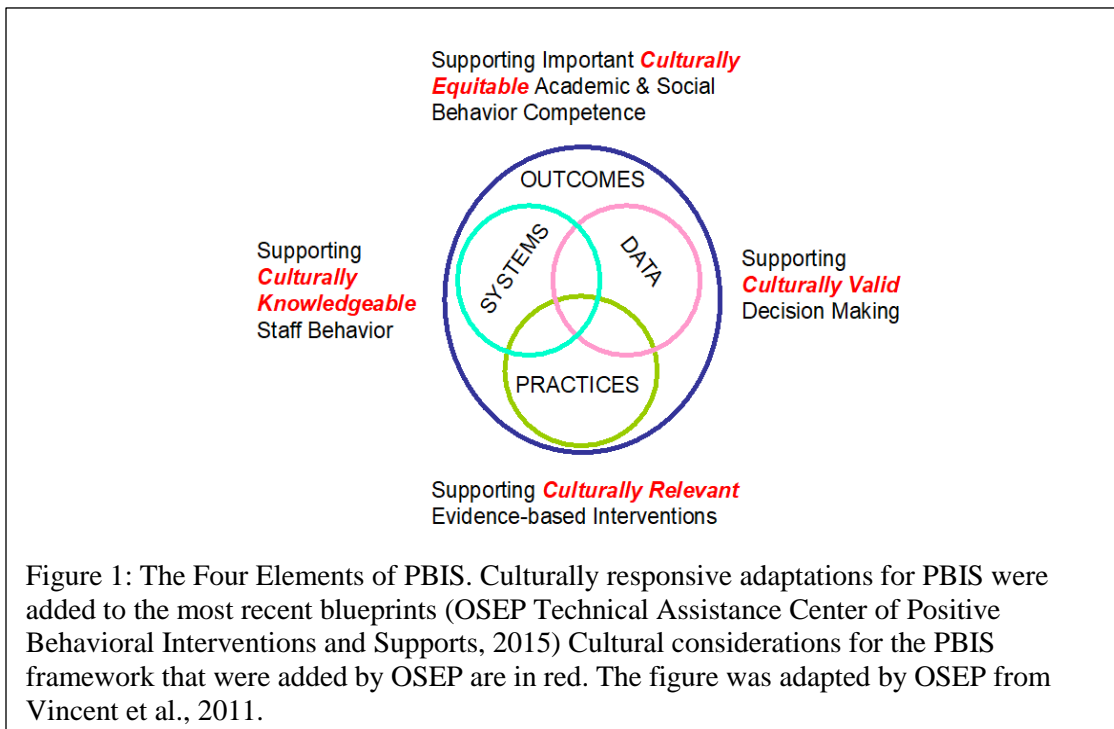 Supporting Important Culturally
Equitable Academic & Social
Behavior Competence
OUTCOMES
SYSTEMS
DATA
PRACTICES
Supporting
Culturally
Knowledgeable
Staff Behavior
Supporting
Culturally Valid
Decision Making
Supporting Culturally Relevant
Evidence-based Interventions
Figure 1: The Four Elements of PBIS. Culturally responsive adaptations for PBIS were
added to the most recent blueprints (OSEP Technical Assistance Center of Positive
Behavioral Interventions and Supports, 2015) Cultural considerations for the PBIS
framework that were added by OSEP are in red. The figure was adapted by OSEP from
Vincent et al., 2011.